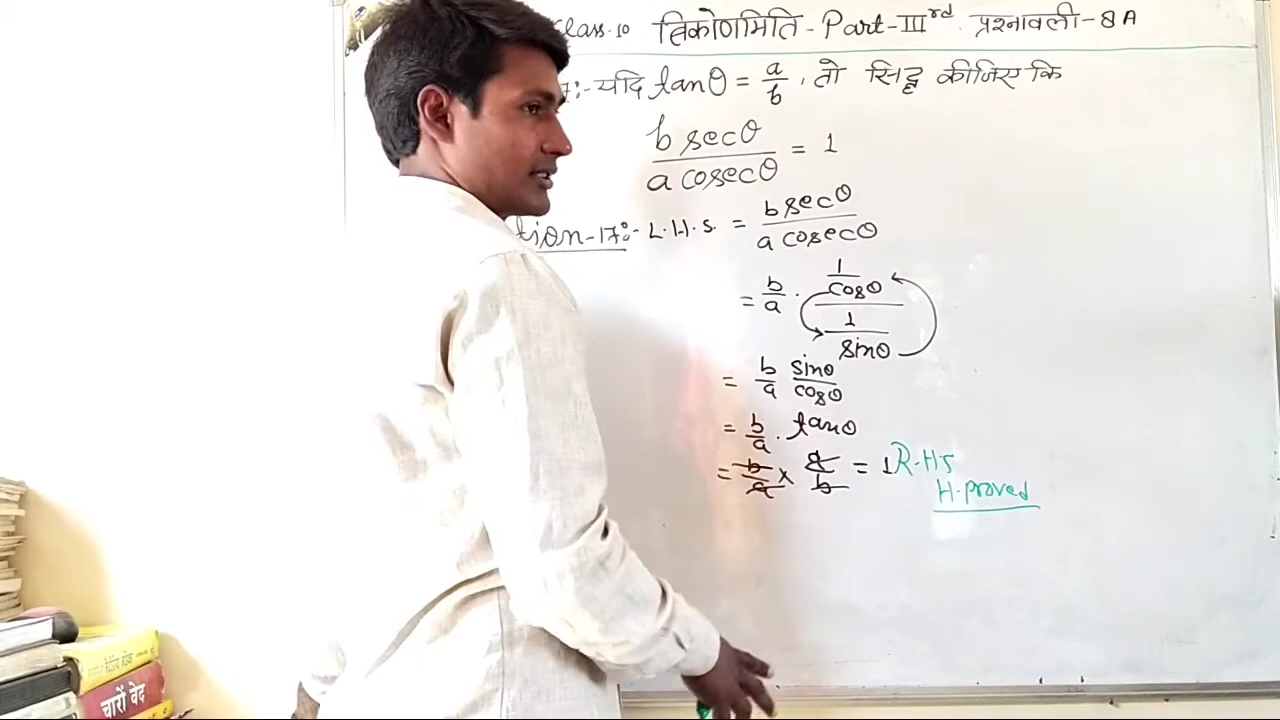 Class-10 त्रिकोणमिति - Part-IIIrd. प्रश्नावली-8A
7:- यदि tanθ = a/b, तो सिद्ध कीजिए कि
b secθ / a cosecθ = 1
tion-17:- L.H.S. = b secθ / a cosecθ
= b/a · (1/cosθ) / (1/sinθ)
= b/a sinθ/cosθ
= b/a . tanθ
= b/a × a/b = 1 R.H.S
H.proved
चारों वेद